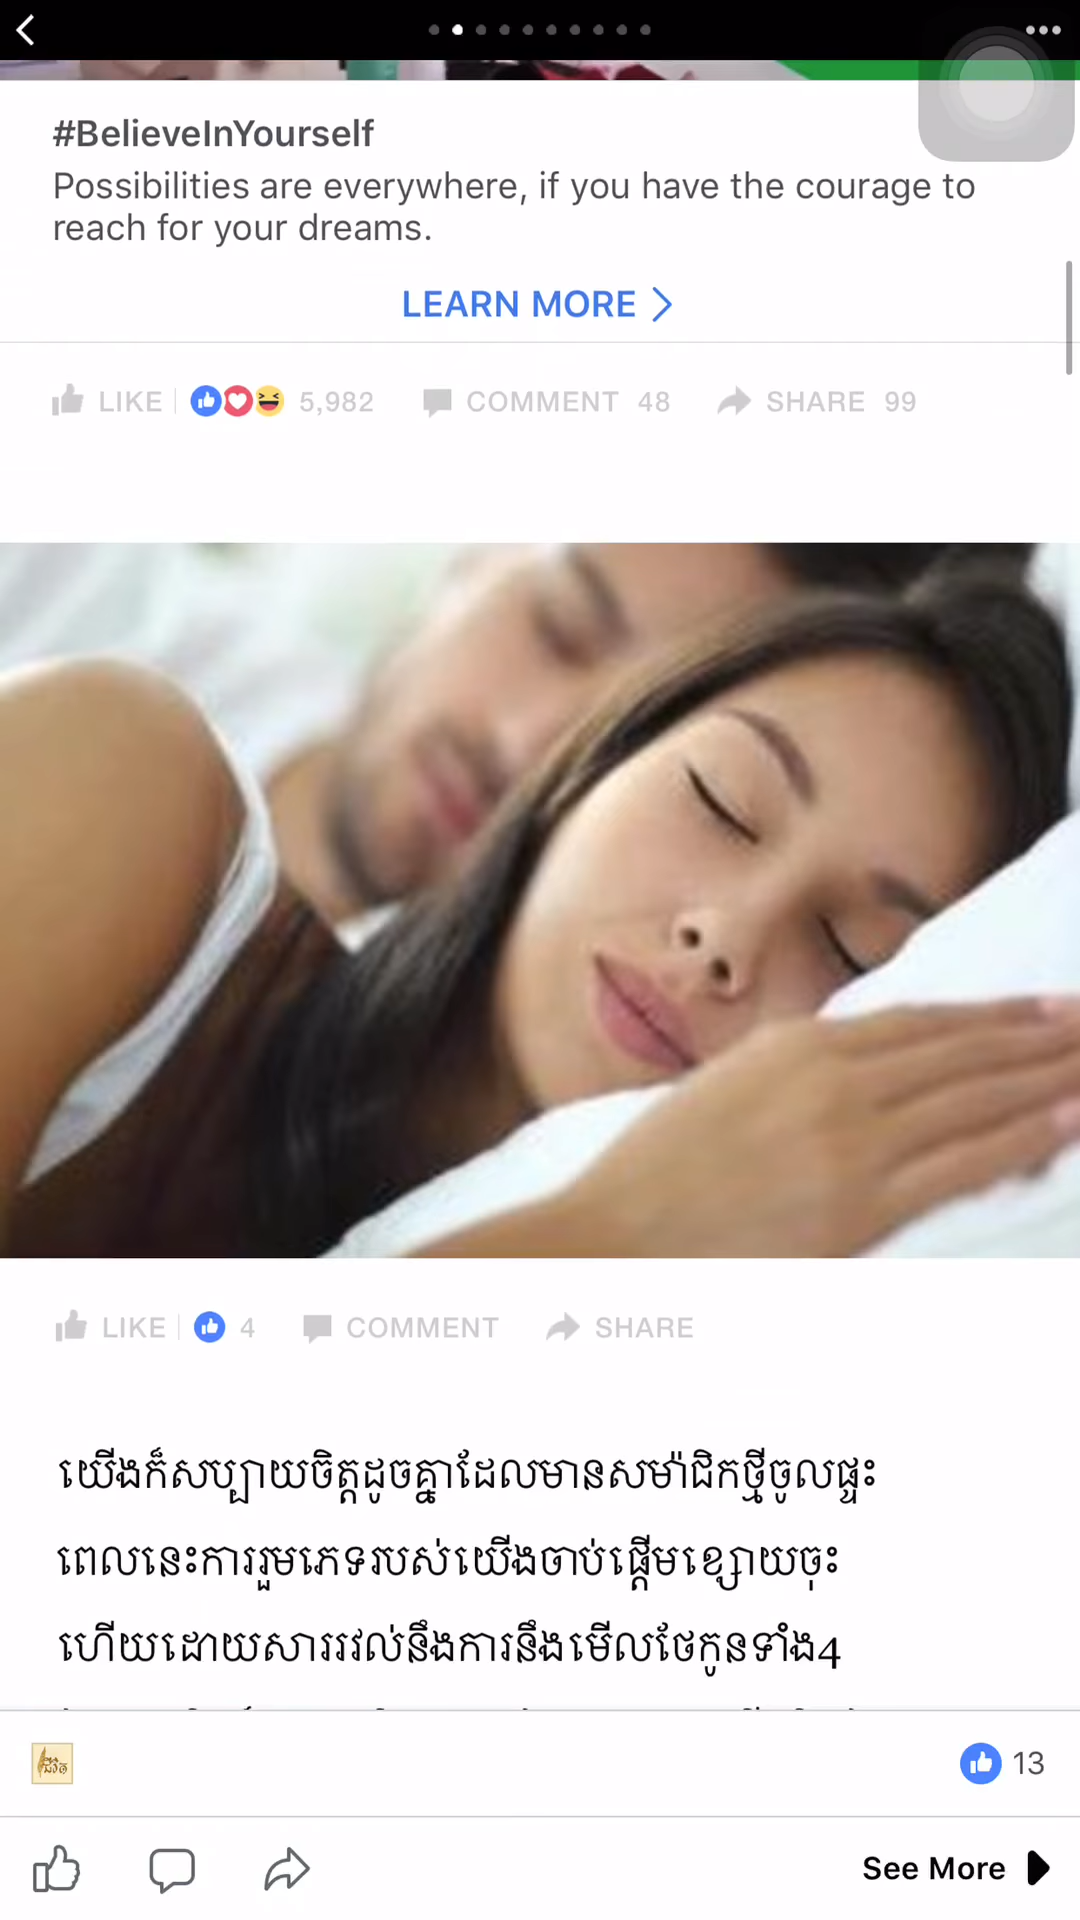 #BelieveInYourself
Possibilities are everywhere, if you have the courage to
reach for your dreams.
LEARN MORE
LIKE 5,982 COMMENT 48 SHARE 99
LIKE 4 COMMENT SHARE
យើងក៏សប្បាយចិត្តដូចគ្នាដែលមានសមា៉ជិកថ្មីចូលផ្ទះ
ពេលនេះការរួមភេទរបស់យើងចាប់ផ្តើមខ្សោយចុះ
ហើយដោយសាររវល់នឹងការនឹងមើលថែកូនទាំង4
ជីវិត 13
See More